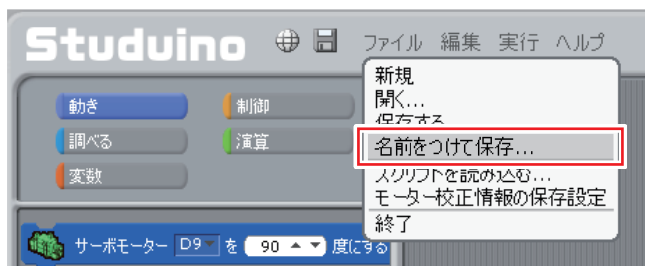 Studuino ファイル 編集 実行 ヘルプ
新規
開く...
保存する
名前をつけて保存...
スクリプトを読み込む...
モーター校正情報の保存設定
終了
動き 制御
調べる 演算
変数
サーボモーター D9 を 90 度にする